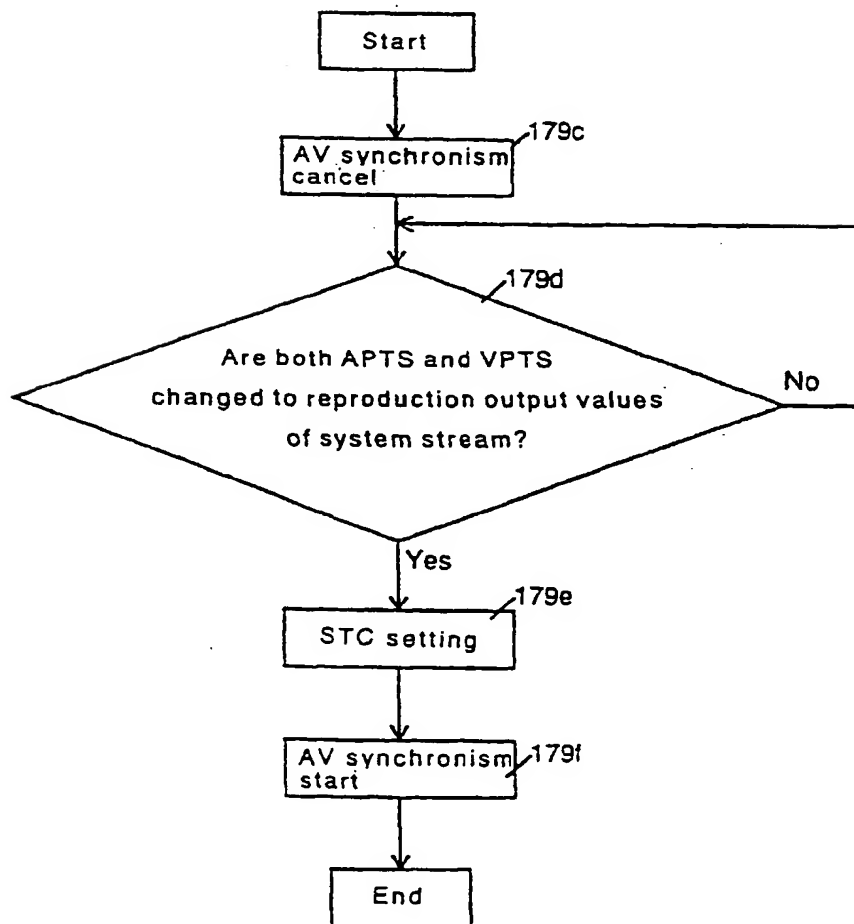 Start
179c
AV synchronism
cancel
179d
Are both APTS and VPTS
changed to reproduction output values
of system stream?
No
Yes
179e
STC setting
179f
AV synchronism
start
End